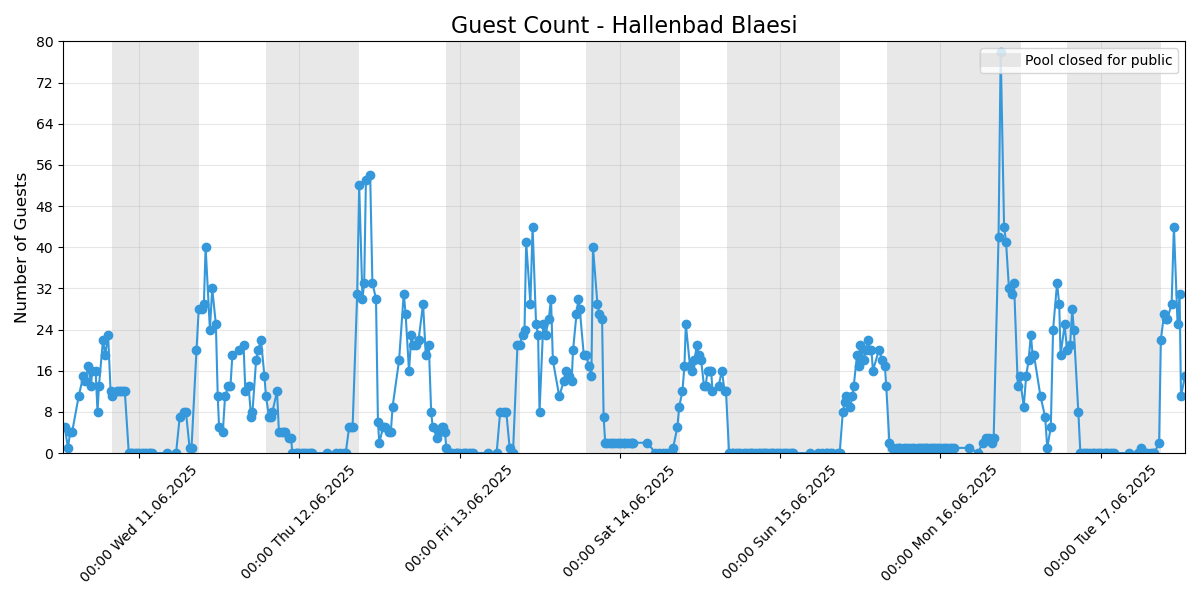 Guest Count - Hallenbad Blaesi
Pool closed for public
Number of Guests
80
72
64
56
48
40
32
24
16
8
0
00:00 Wed 11.06.2025
00:00 Thu 12.06.2025
00:00 Fri 13.06.2025
00:00 Sat 14.06.2025
00:00 Sun 15.06.2025
00:00 Mon 16.06.2025
00:00 Tue 17.06.2025